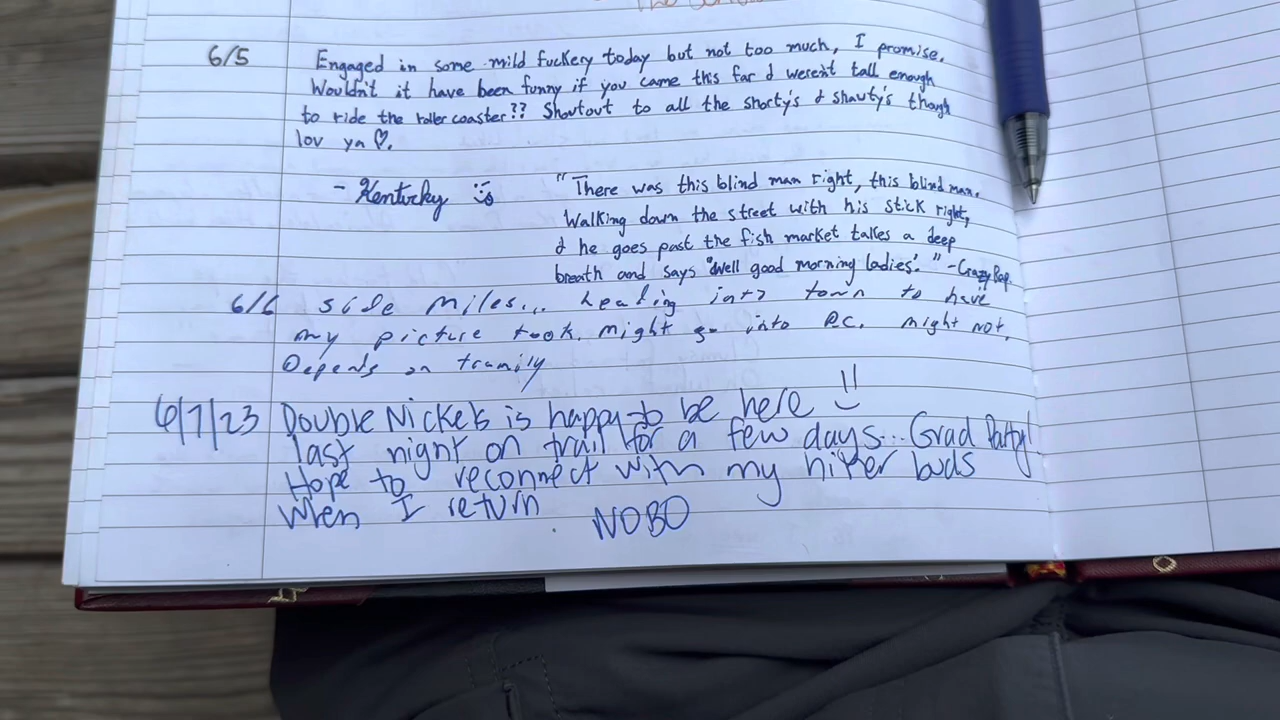 6/5 Engaged in some mild fuckery today but not too much, I promise.
Wouldn't it have been funny if you came this far & weren't tall enough
to ride the roller coaster?? Shoutout to all the shorty's & shawty's though
lov ya ♡.
- Kentucky
"There was this blind man right, this blind man.
Walking down the street with his stick right,
& he goes past the fish market takes a deep
breath and says 'well good morning ladies'." - Crazy Rap
6/6 side miles... heading into town to have
my picture took. might go into D.C. might not.
Depends on tramily
6/7/23 Double Nickels is happy to be here
last night on trail for a few days... Grad Party!
Hope to reconnect with my hiker buds
when I return
NOBO